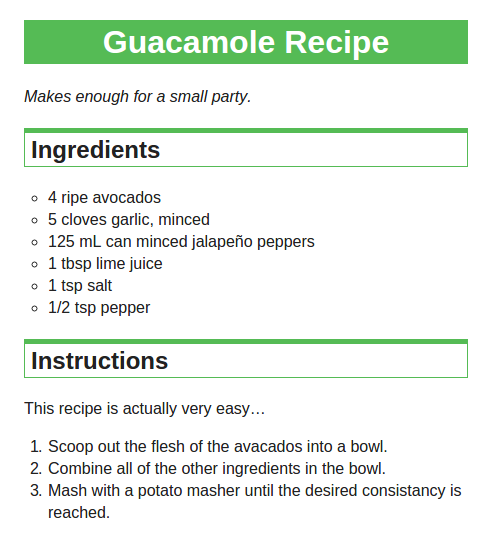 Guacamole Recipe
Makes enough for a small party.
Ingredients
4 ripe avocados
5 cloves garlic, minced
125 mL can minced jalapeño peppers
1 tbsp lime juice
1 tsp salt
1/2 tsp pepper
Instructions
This recipe is actually very easy…
1. Scoop out the flesh of the avacados into a bowl.
2. Combine all of the other ingredients in the bowl.
3. Mash with a potato masher until the desired consistancy is
reached.